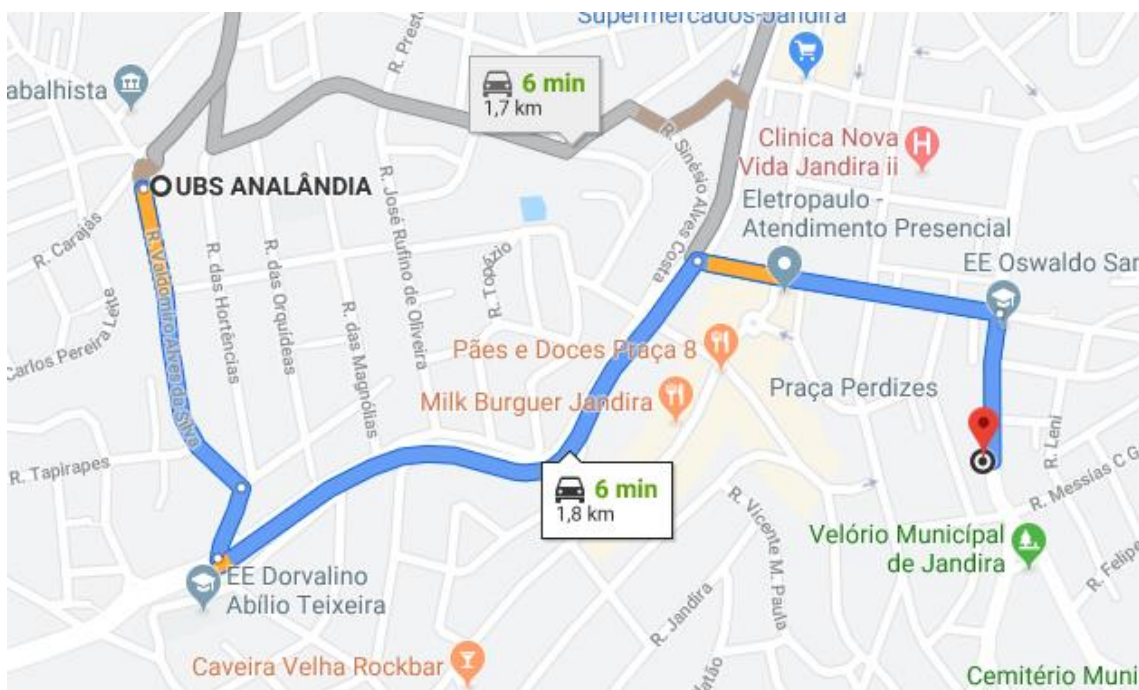 Supermercados Jandira
abalhista
R. Presto
6 min
1,7 km
Clinica Nova
Vida Jandira ii
R. Sinésio Alves Costa
UBS ANALÂNDIA
R. José Rufino de Oliveira
Eletropaulo -
Atendimento Presencial
R. Carajás
R. Valdomiro Alves da Silva
R. das Hortências
R. das Orquídeas
R. Topézio
EE Oswaldo Sar
Carlos Pereira Leite
R. das Magnólias
Pães e Doces Praça 8
Milk Burguer Jandira
Praça Perdizes
R. Leni
R. Tapirapes
6 min
1,8 km
R. Messias C G
R. Vicente M. Paula
Velório Municípal
de Jandira
EE Dorvalino
Abílio Teixeira
R. Felipe
R. Jandira
Caveira Velha Rockbar
Cemitério Muni